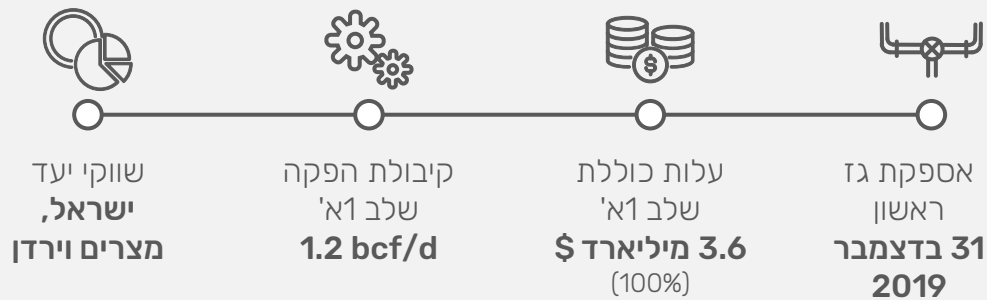 אספקת גז
ראשון
31 בדצמבר
2019
עלות כוללת
שלב 1א'
3.6 מיליארד $
(100%)
קיבולת הפקה
שלב 1א'
1.2 bcf/d
שווקי יעד
ישראל,
מצרים וירדן